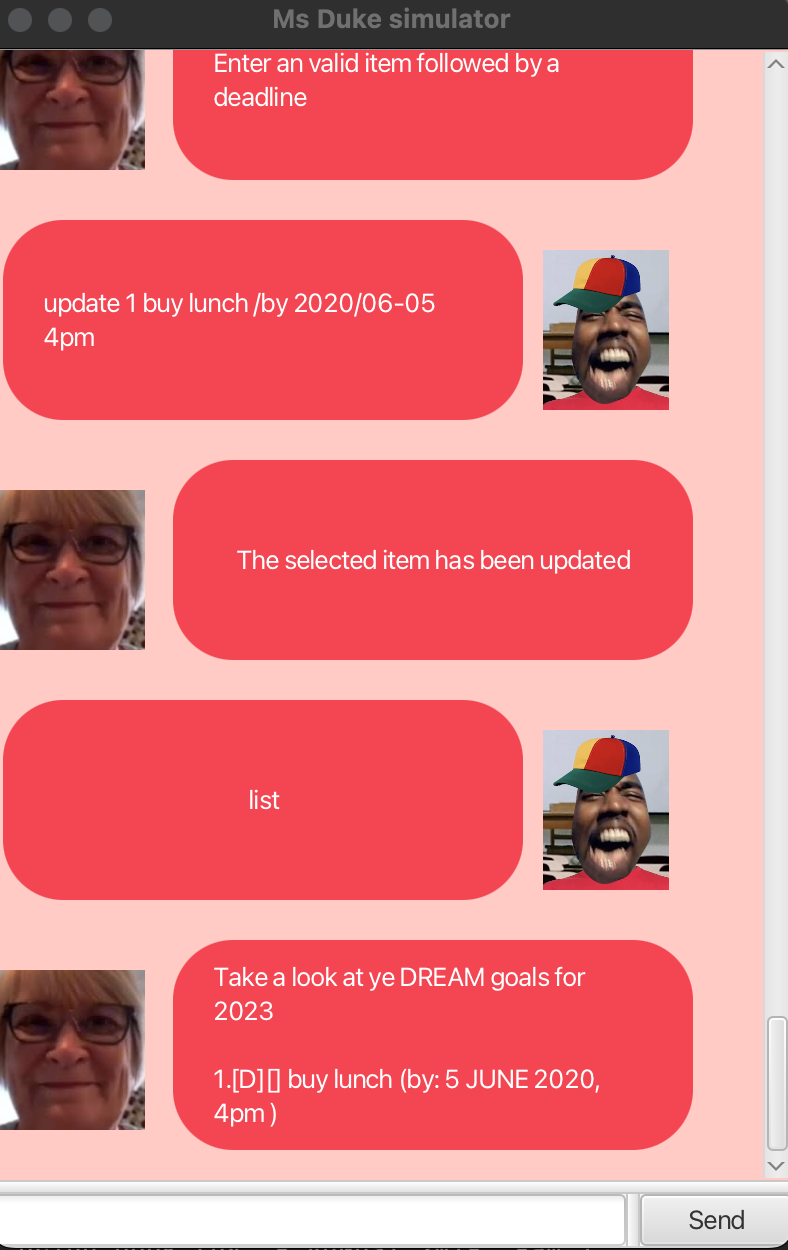 Ms Duke simulator
Enter an valid item followed by a
deadline
update 1 buy lunch /by 2020/06-05
4pm
The selected item has been updated
list
Take a look at ye DREAM goals for
2023
1.[D][] buy lunch (by: 5 JUNE 2020,
4pm )
Send